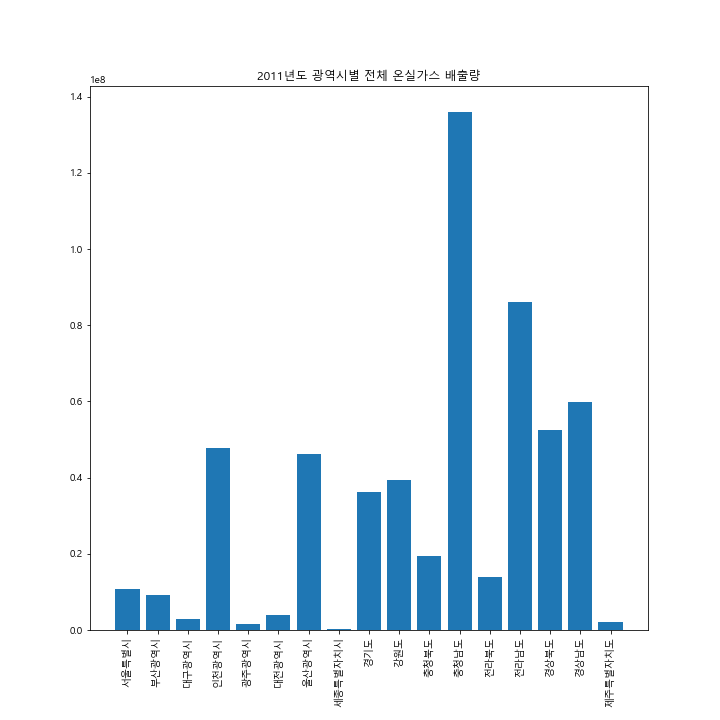 2011년도 광역시별 전체 온실가스 배출량
1e8
1.4
1.2
1.0
0.8
0.6
0.4
0.2
0.0
서울특별시
부산광역시
대구광역시
인천광역시
광주광역시
대전광역시
울산광역시
세종특별자치시
경기도
강원도
충청북도
충청남도
전라북도
전라남도
경상북도
경상남도
제주특별자치도